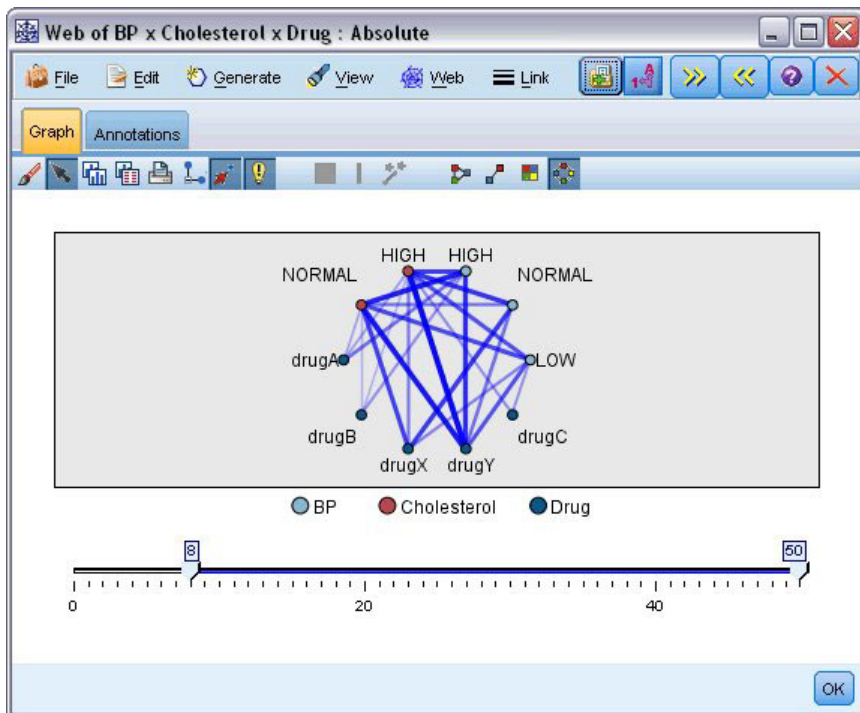 Web of BP x Cholesterol x Drug : Absolute
File Edit Generate View Web Link
Graph Annotations
HIGH HIGH
NORMAL NORMAL
drugA LOW
drugB drugC
drugX drugY
BP Cholesterol Drug
8 50
0 20 40
OK